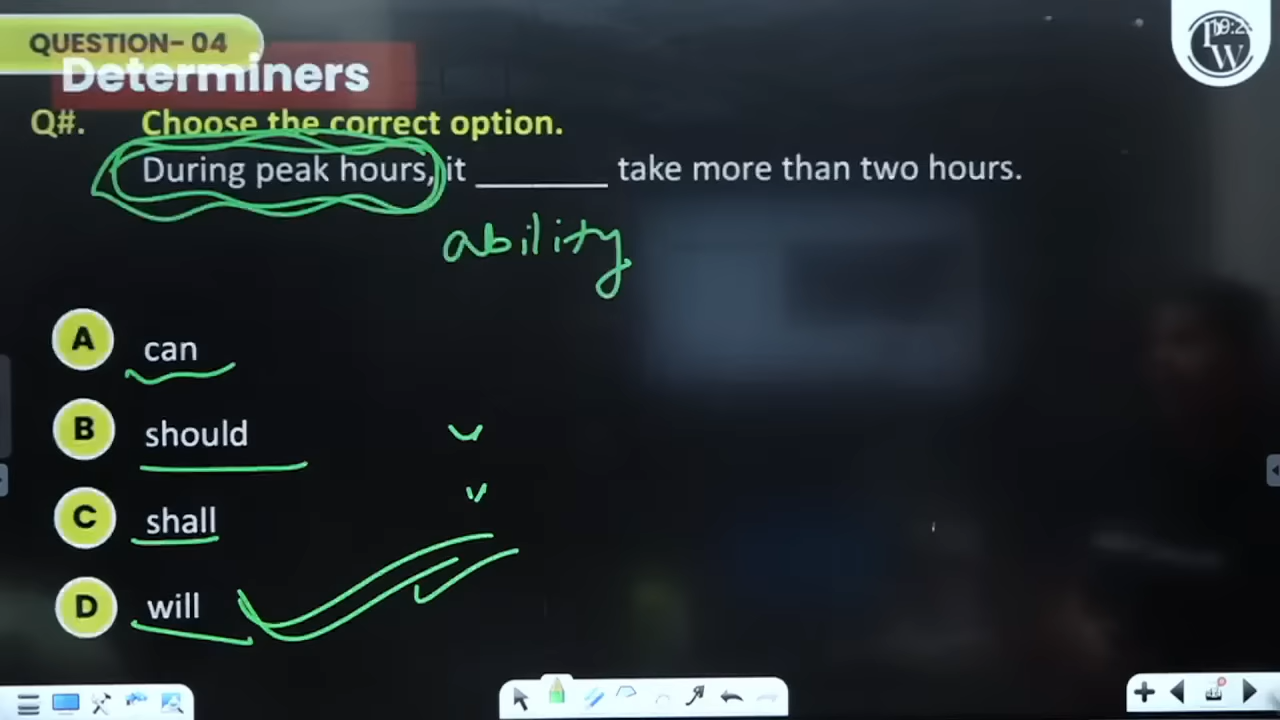 QUESTION- 04
Determiners
Q#. Choose the correct option.
During peak hours, it ________ take more than two hours.
ability
A can
B should
C shall
D will